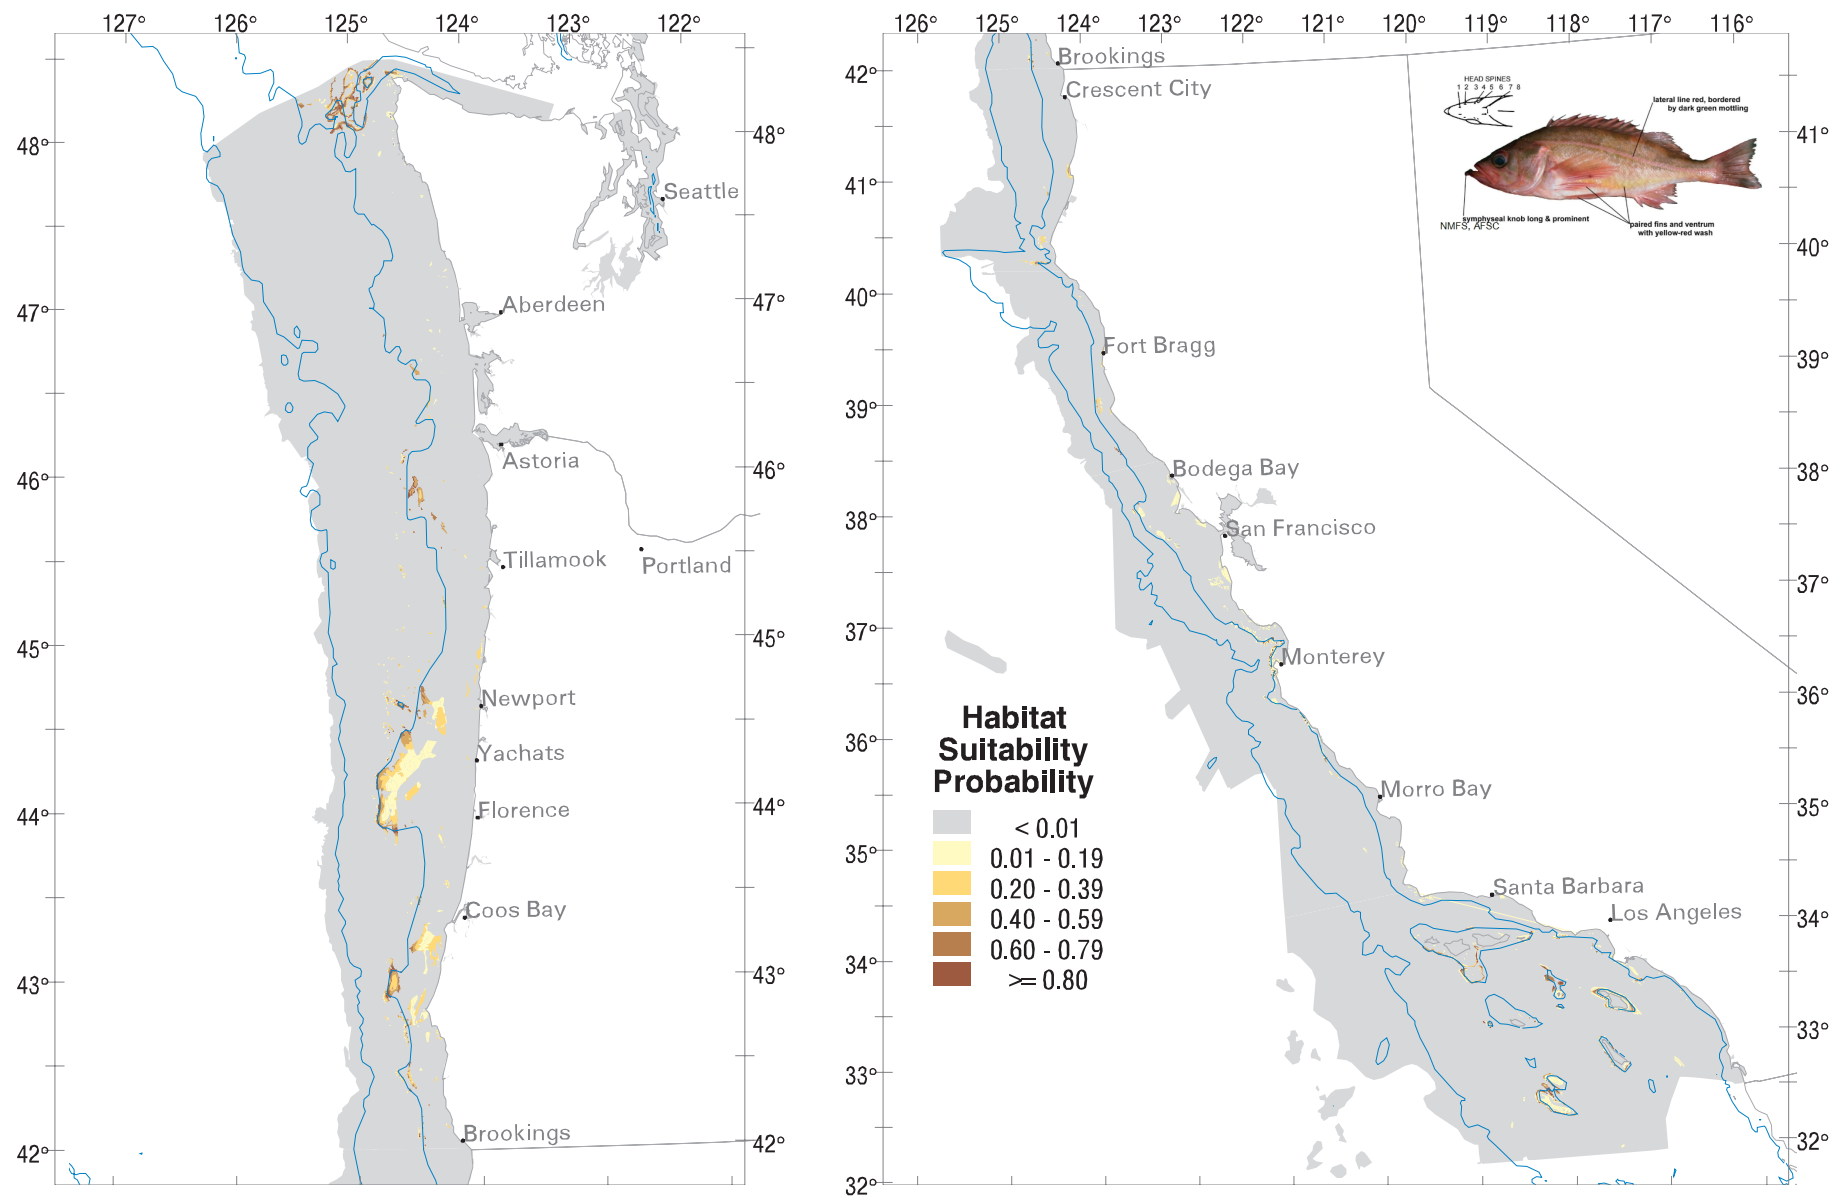 127° 126° 125° 124° 123° 122°
48°
47°
46°
45°
44°
43°
42°
48°
47°
46°
45°
44°
43°
42°
Seattle
Aberdeen
Astoria
Tillamook
Portland
Newport
Yachats
Florence
Coos Bay
Brookings
126° 125° 124° 123° 122° 121° 120° 119° 118° 117° 116°
42°
41°
40°
39°
38°
37°
36°
35°
34°
33°
32°
41°
40°
39°
38°
37°
36°
35°
34°
33°
32°
Brookings
Crescent City
Fort Bragg
Bodega Bay
San Francisco
Monterey
Morro Bay
Santa Barbara
Los Angeles
HEAD SPINES
1 2 3 4 5 6 7 8
lateral line red, bordered
by dark green mottling
symphyseal knob long & prominent
NMFS, AFSC
paired fins and ventrum
with yellow-red wash
Habitat
Suitability
Probability
< 0.01
0.01 - 0.19
0.20 - 0.39
0.40 - 0.59
0.60 - 0.79
>= 0.80